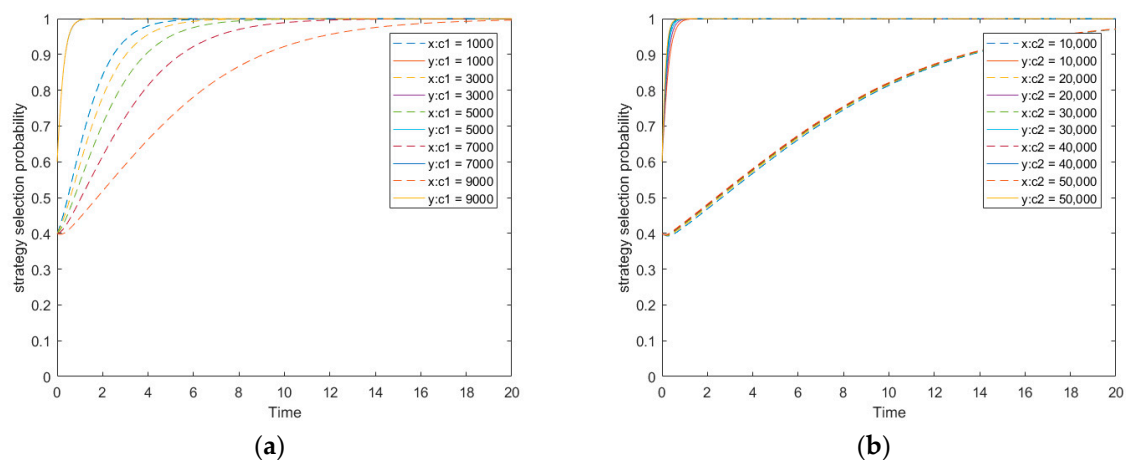 strategy selection probability
1
0.9
0.8
0.7
0.6
0.5
0.4
0.3
0.2
0.1
0
0 2 4 6 8 10 12 14 16 18 20
Time
x:c1 = 1000
y:c1 = 1000
x:c1 = 3000
y:c1 = 3000
x:c1 = 5000
y:c1 = 5000
x:c1 = 7000
y:c1 = 7000
x:c1 = 9000
y:c1 = 9000
(a)
strategy selection probability
1
0.9
0.8
0.7
0.6
0.5
0.4
0.3
0.2
0.1
0
0 2 4 6 8 10 12 14 16 18 20
Time
x:c2 = 10,000
y:c2 = 10,000
x:c2 = 20,000
y:c2 = 20,000
x:c2 = 30,000
y:c2 = 30,000
x:c2 = 40,000
y:c2 = 40,000
x:c2 = 50,000
y:c2 = 50,000
(b)